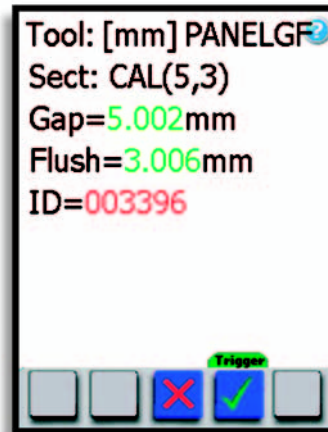 Tool: [mm] PANELGF?
Sect: CAL(5,3)
Gap=5.002mm
Flush=3.006mm
ID=003396
Trigger